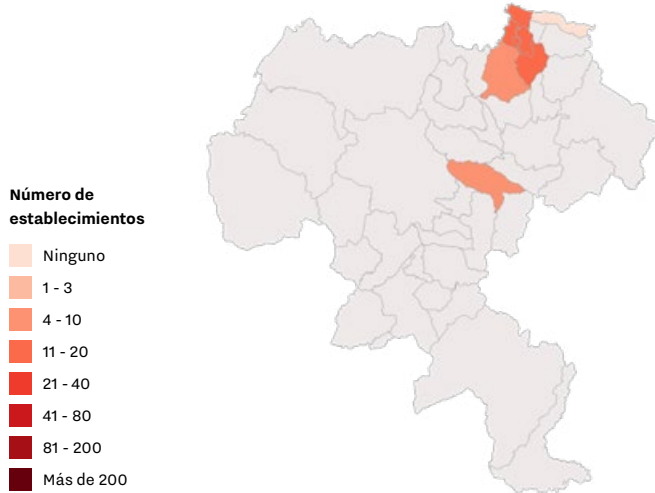 Número de
establecimientos
Ninguno
1 - 3
4 - 10
11 - 20
21 - 40
41 - 80
81 - 200
Más de 200